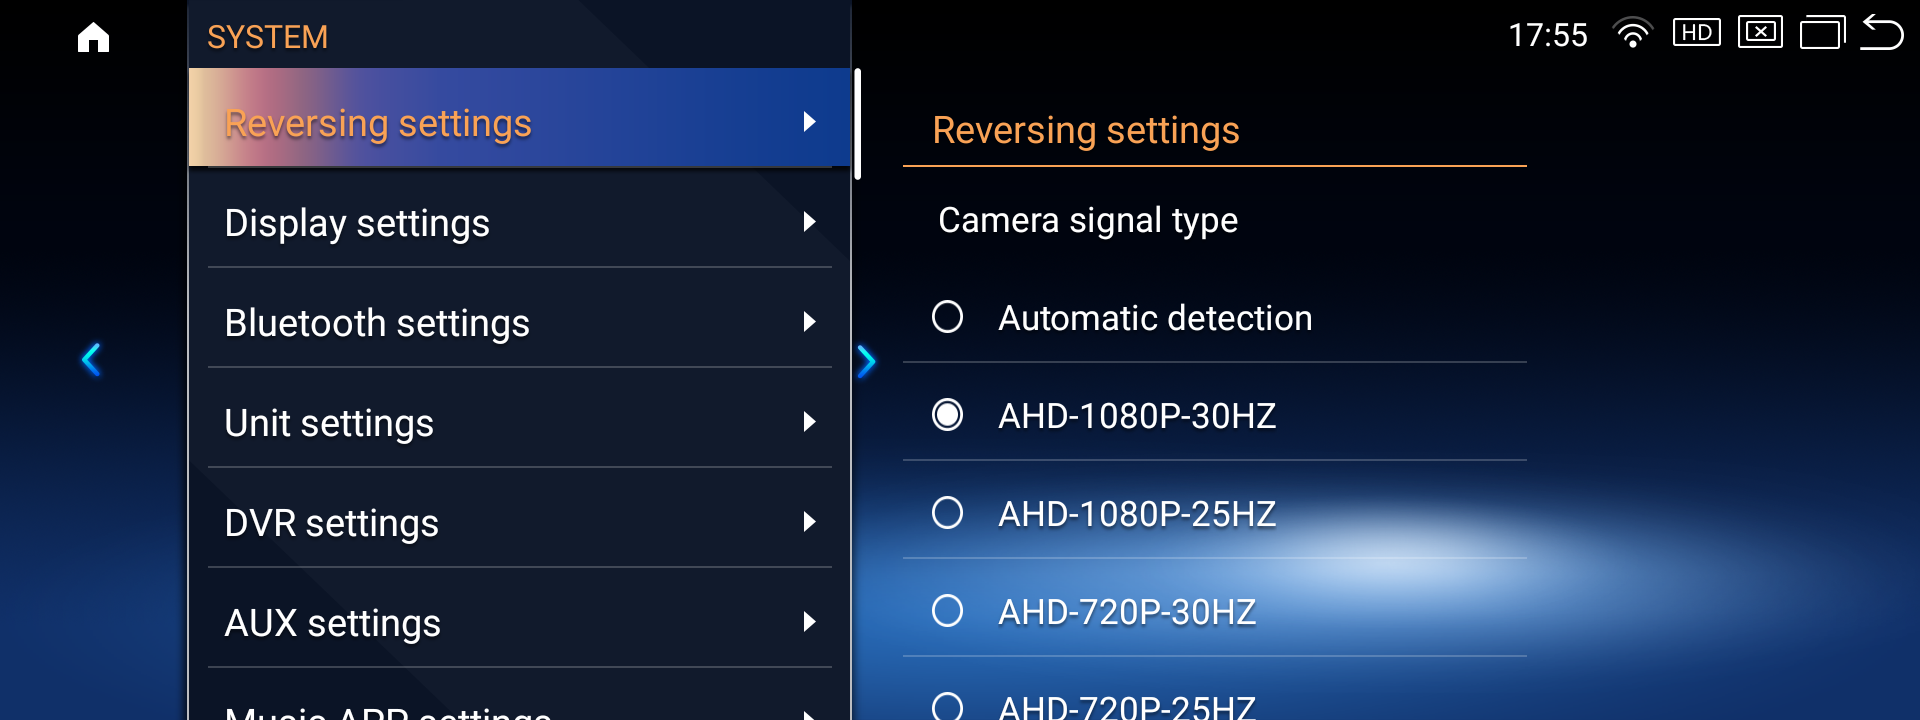 SYSTEM
17:55
HD
Reversing settings
Display settings
Bluetooth settings
Unit settings
DVR settings
AUX settings
Music APP settings
Reversing settings
Camera signal type
Automatic detection
AHD-1080P-30HZ
AHD-1080P-25HZ
AHD-720P-30HZ
AHD-720P-25HZ